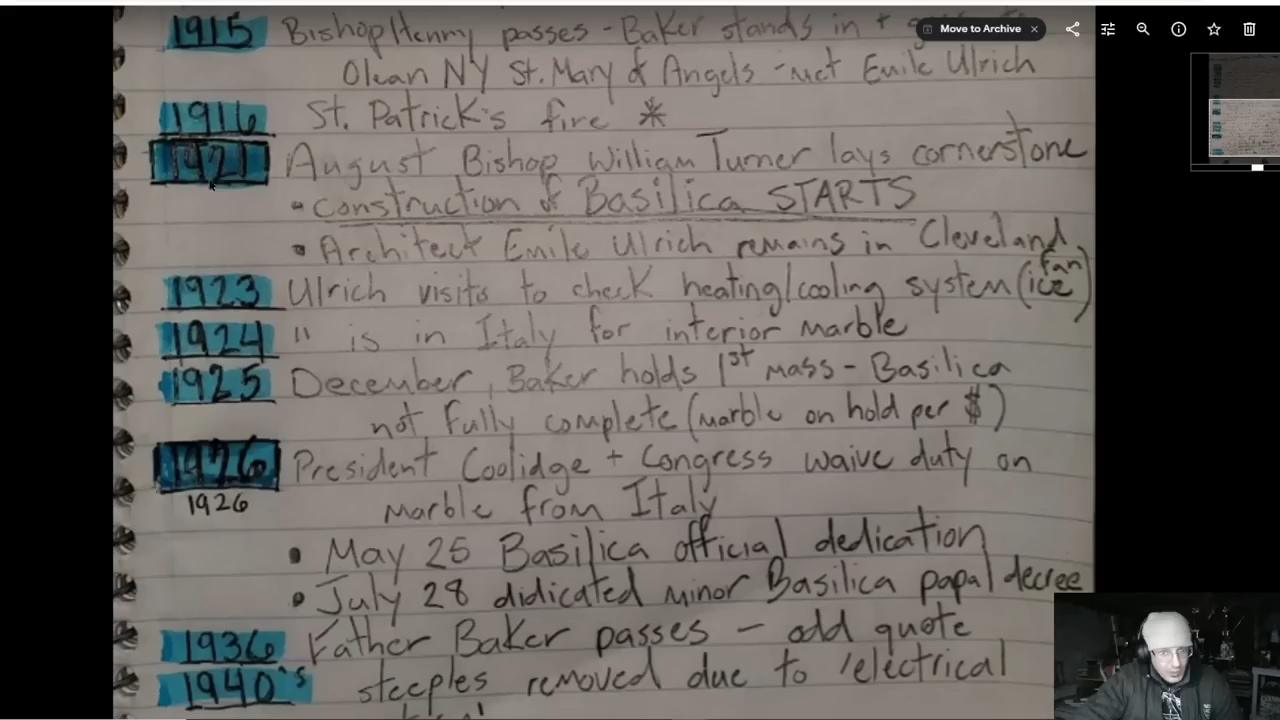 1915 Bishop Henny passes - Baker stands in +
Move to Archive
Olean NY St. Mary of Angels - met Emile Ulrich
1916 St. Patrick's fire *
1921 August Bishop William Turner lays cornerstone
• construction of Basilica STARTS
• Architect Emile Ulrich remains in Cleveland,
1923 Ulrich visits to check heating/cooling system (ice fan)
1924 " is in Italy for interior marble
1925 December, Baker holds 1st mass - Basilica
not fully complete (marble on hold per $)
1926 President Coolidge + Congress waive duty on
1926 marble from Italy
• May 25 Basilica official dedication
• July 28 didicated minor Basilica papal decree
1936 Father Baker passes - add quote
1940's steeples removed due to electrical